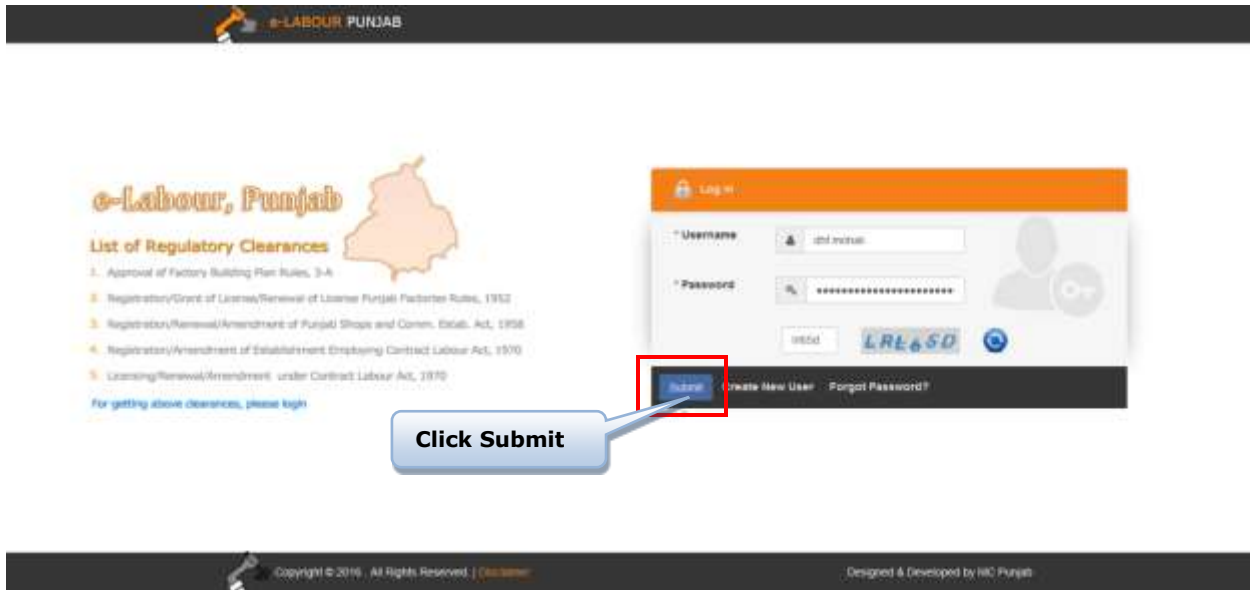 e-LABOUR PUNJAB
e-Labour, Punjab
List of Regulatory Clearances
1. Approval of Factory Building Plan Rules, 3-A
2. Registration/Grant of License/Renewal of License Punjab Factories Rules, 1952
3. Registration/Renewal/Amendment of Punjab Shops and Comm. Estab. Act, 1958
4. Registration/Amendment of Establishment Employing Contract Labour Act, 1970
5. Licensing/Renewal/Amendment under Contract Labour Act, 1970
For getting above clearances, please login
Log in
* Username
* Password
Submit Create New User Forgot Password?
Click Submit
Copyright © 2016 . All Rights Reserved. | Disclaimer
Designed & Developed by NIC Punjab